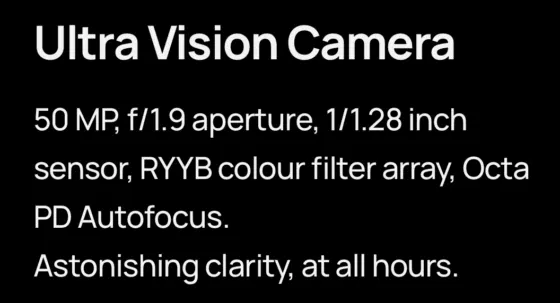 Ultra Vision Camera
50 MP, f/1.9 aperture, 1/1.28 inch
sensor, RYYB colour filter array, Octa
PD Autofocus.
Astonishing clarity, at all hours.